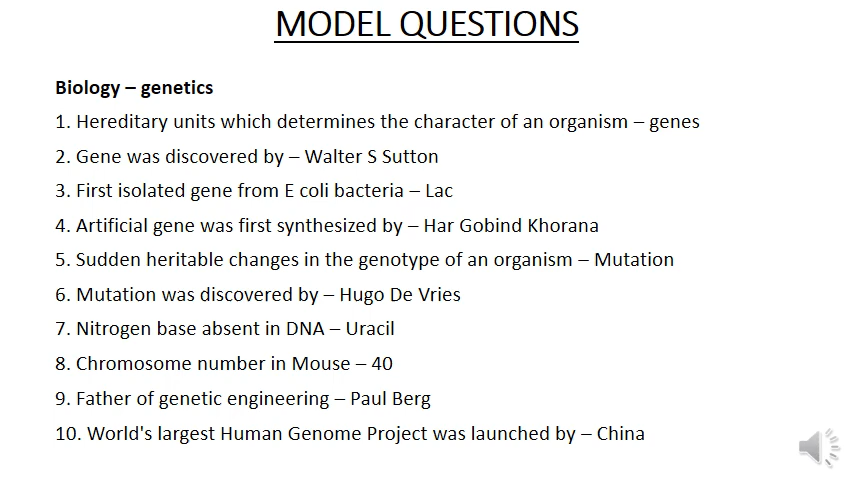 MODEL QUESTIONS
Biology – genetics
1. Hereditary units which determines the character of an organism – genes
2. Gene was discovered by – Walter S Sutton
3. First isolated gene from E coli bacteria – Lac
4. Artificial gene was first synthesized by – Har Gobind Khorana
5. Sudden heritable changes in the genotype of an organism – Mutation
6. Mutation was discovered by – Hugo De Vries
7. Nitrogen base absent in DNA – Uracil
8. Chromosome number in Mouse – 40
9. Father of genetic engineering – Paul Berg
10. World's largest Human Genome Project was launched by – China